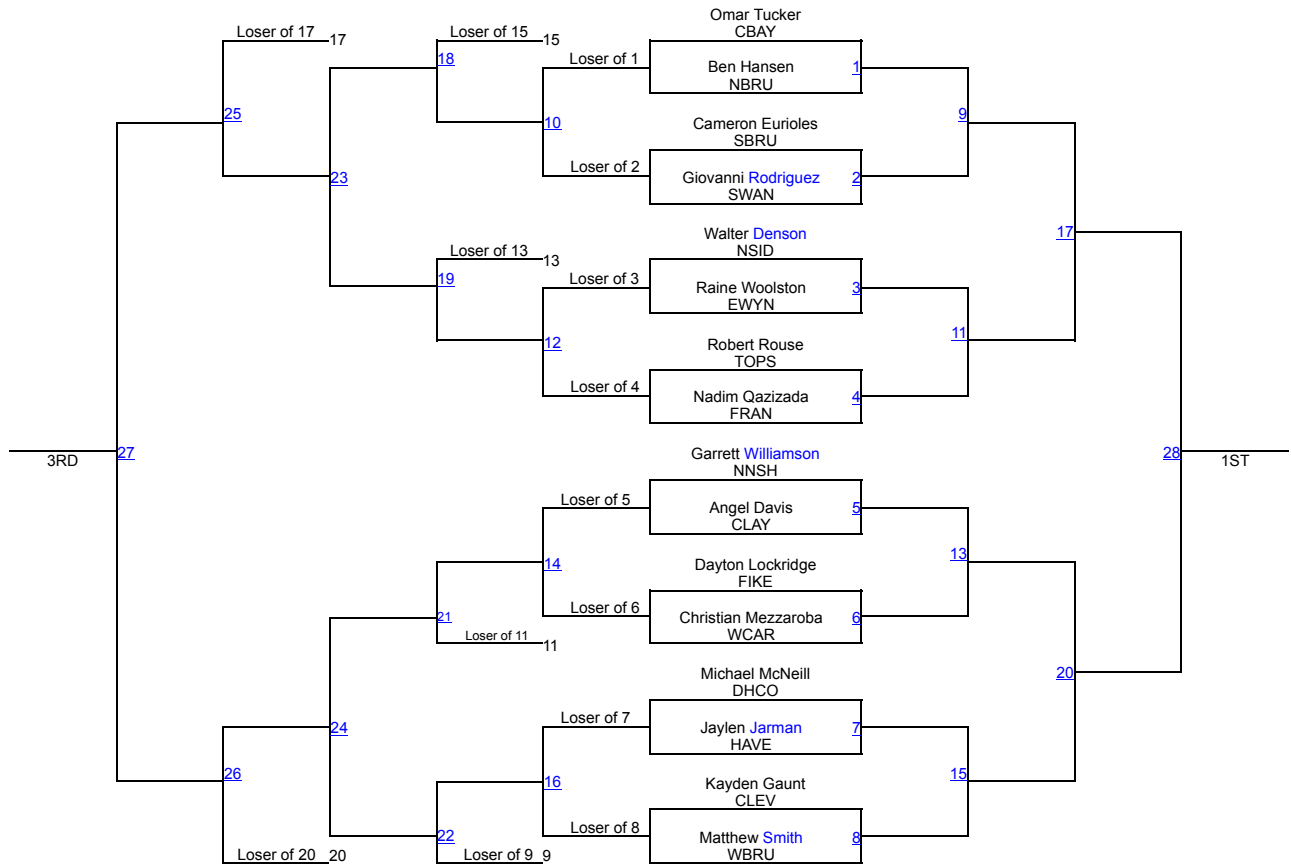 Omar Tucker
CBAY
Loser of 17 17
Loser of 15 15
18
Loser of 1
Ben Hansen
NBRU
1
25
10
9
Cameron Eurioles
SBRU
Loser of 2
23
Giovanni Rodriguez
SWAN
2
Walter Denson
NSID
17
Loser of 13 13
19
Loser of 3
Raine Woolston
EWYN
3
12
11
Robert Rouse
TOPS
Loser of 4
Nadim Qazizada
FRAN
4
3RD
27
Garrett Williamson
NNSH
28
1ST
Loser of 5
Angel Davis
CLAY
5
14
13
Dayton Lockridge
FIKE
21
Loser of 6
Christian Mezzaroba
WCAR
6
Loser of 11 11
Michael McNeill
DHCO
20
24
Loser of 7
Jaylen Jarman
HAVE
7
26
16
15
Kayden Gaunt
CLEV
22
Loser of 8
Matthew Smith
WBRU
8
Loser of 20 20
Loser of 9 9